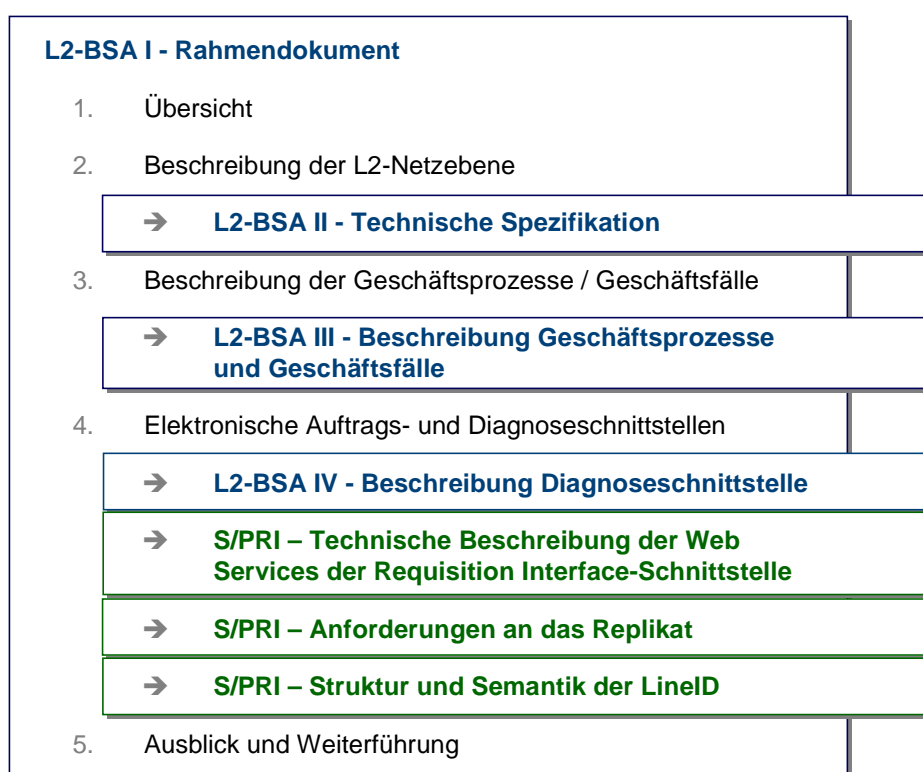 L2-BSA I - Rahmendokument
1. Übersicht
2. Beschreibung der L2-Netzebene
➔ L2-BSA II - Technische Spezifikation
3. Beschreibung der Geschäftsprozesse / Geschäftsfälle
➔ L2-BSA III - Beschreibung Geschäftsprozesse
und Geschäftsfälle
4. Elektronische Auftrags- und Diagnoseschnittstellen
➔ L2-BSA IV - Beschreibung Diagnoseschnittstelle
➔ S/PRI – Technische Beschreibung der Web
Services der Requisition Interface-Schnittstelle
➔ S/PRI – Anforderungen an das Replikat
➔ S/PRI – Struktur und Semantik der LineID
5. Ausblick und Weiterführung